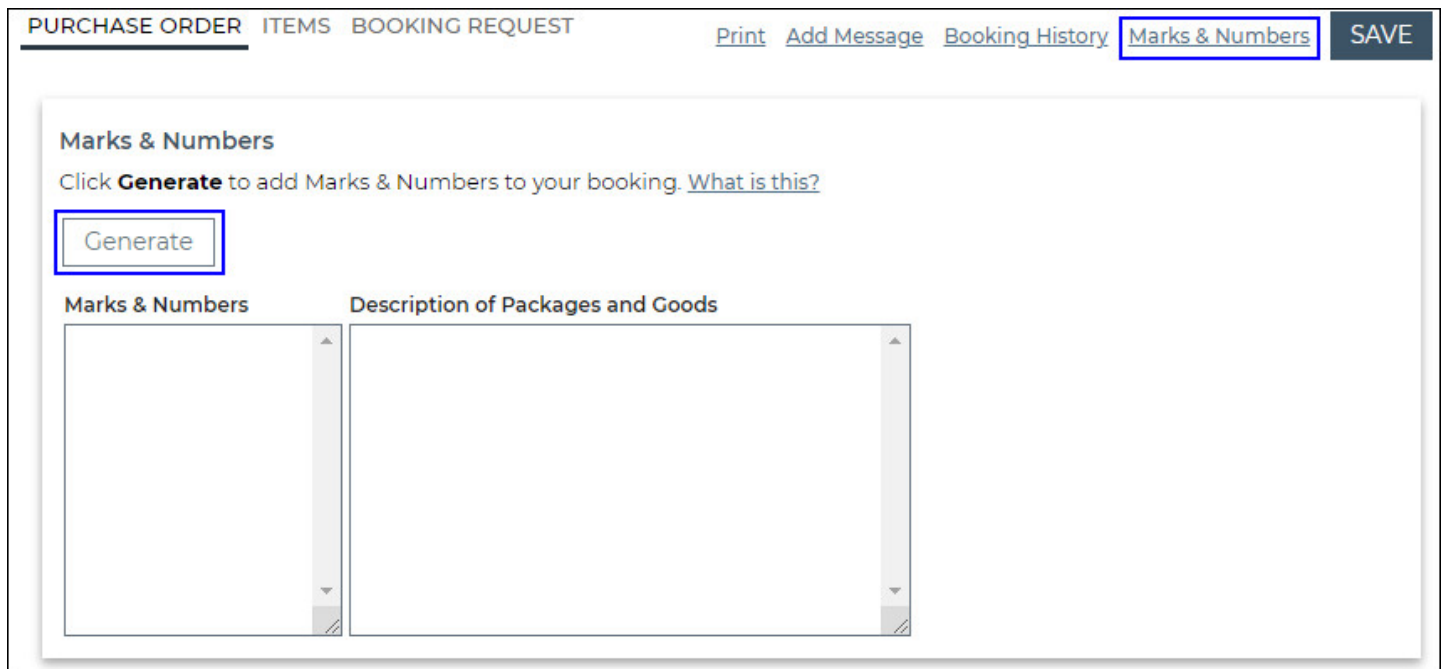 PURCHASE ORDER ITEMS BOOKING REQUEST Print Add Message Booking History Marks & Numbers SAVE
Marks & Numbers
Click Generate to add Marks & Numbers to your booking. What is this?
Generate
Marks & Numbers Description of Packages and Goods